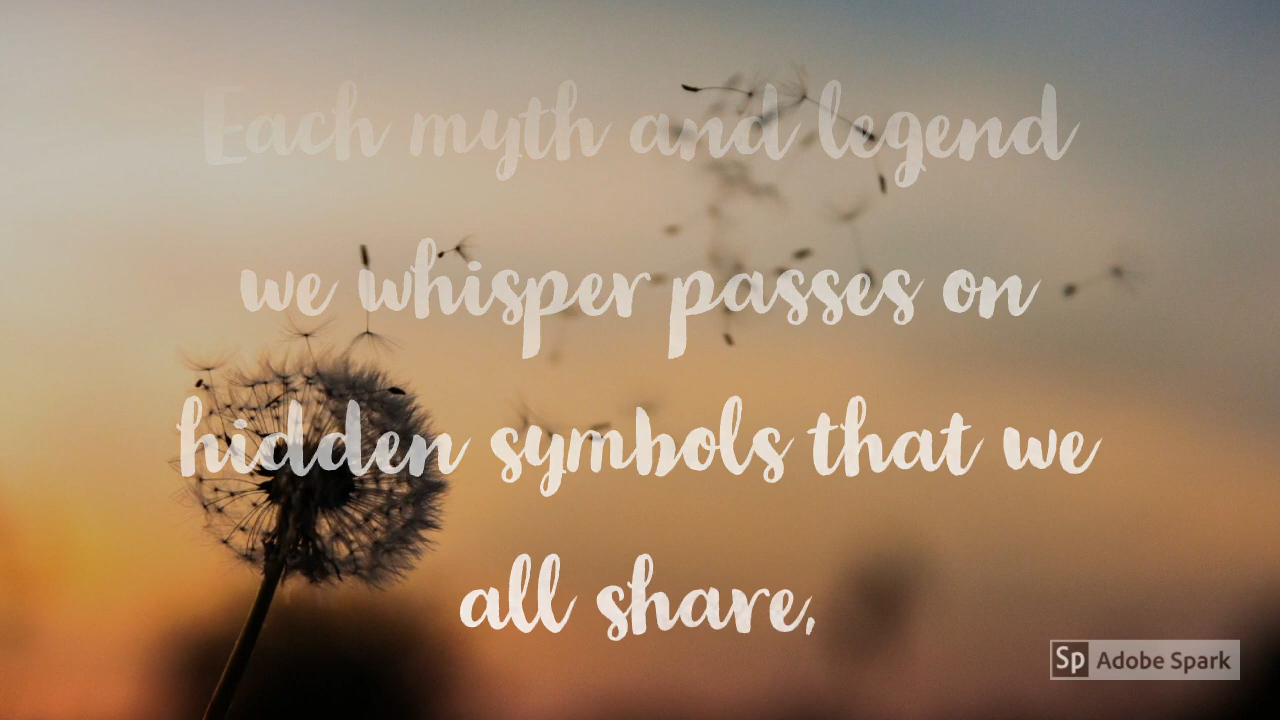 Each myth and legend
we whisper passes on
hidden symbols that we
all share,
Sp Adobe Spark